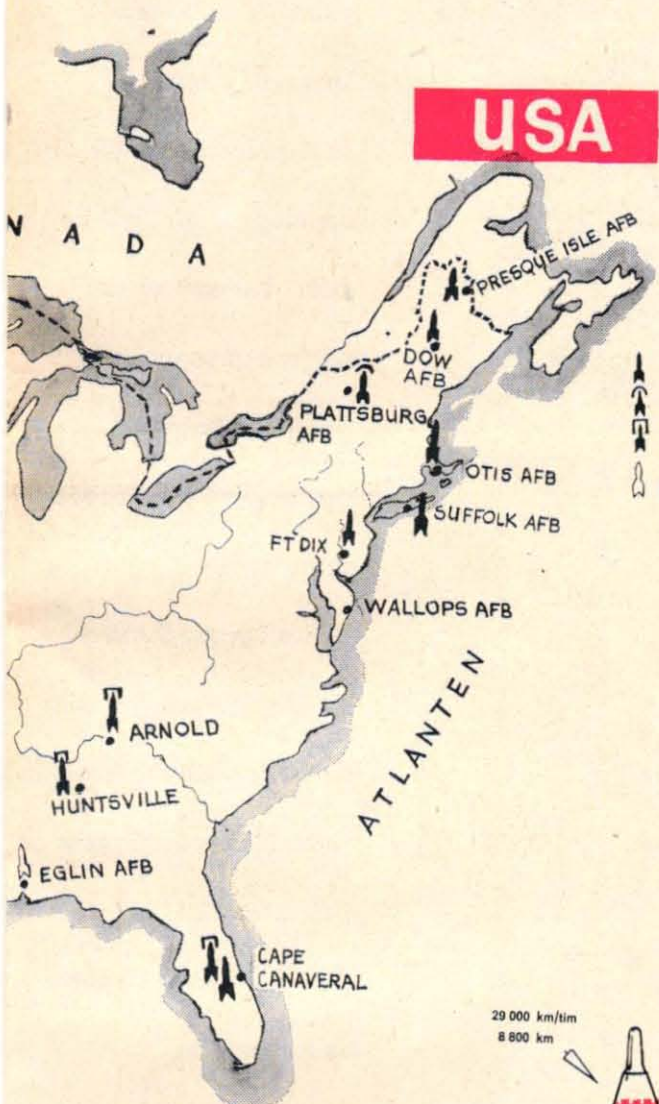 USA
N A D A
PRESQUE ISLE AFB
DOW
AFB
PLATTSBURG
AFB
OTIS AFB
SUFFOLK AFB
FT DIX
WALLOPS AFB
ATLANTEN
ARNOLD
HUNTSVILLE
EGLIN AFB
CAPE
CANAVERAL
29 000 km/tim
8 800 km